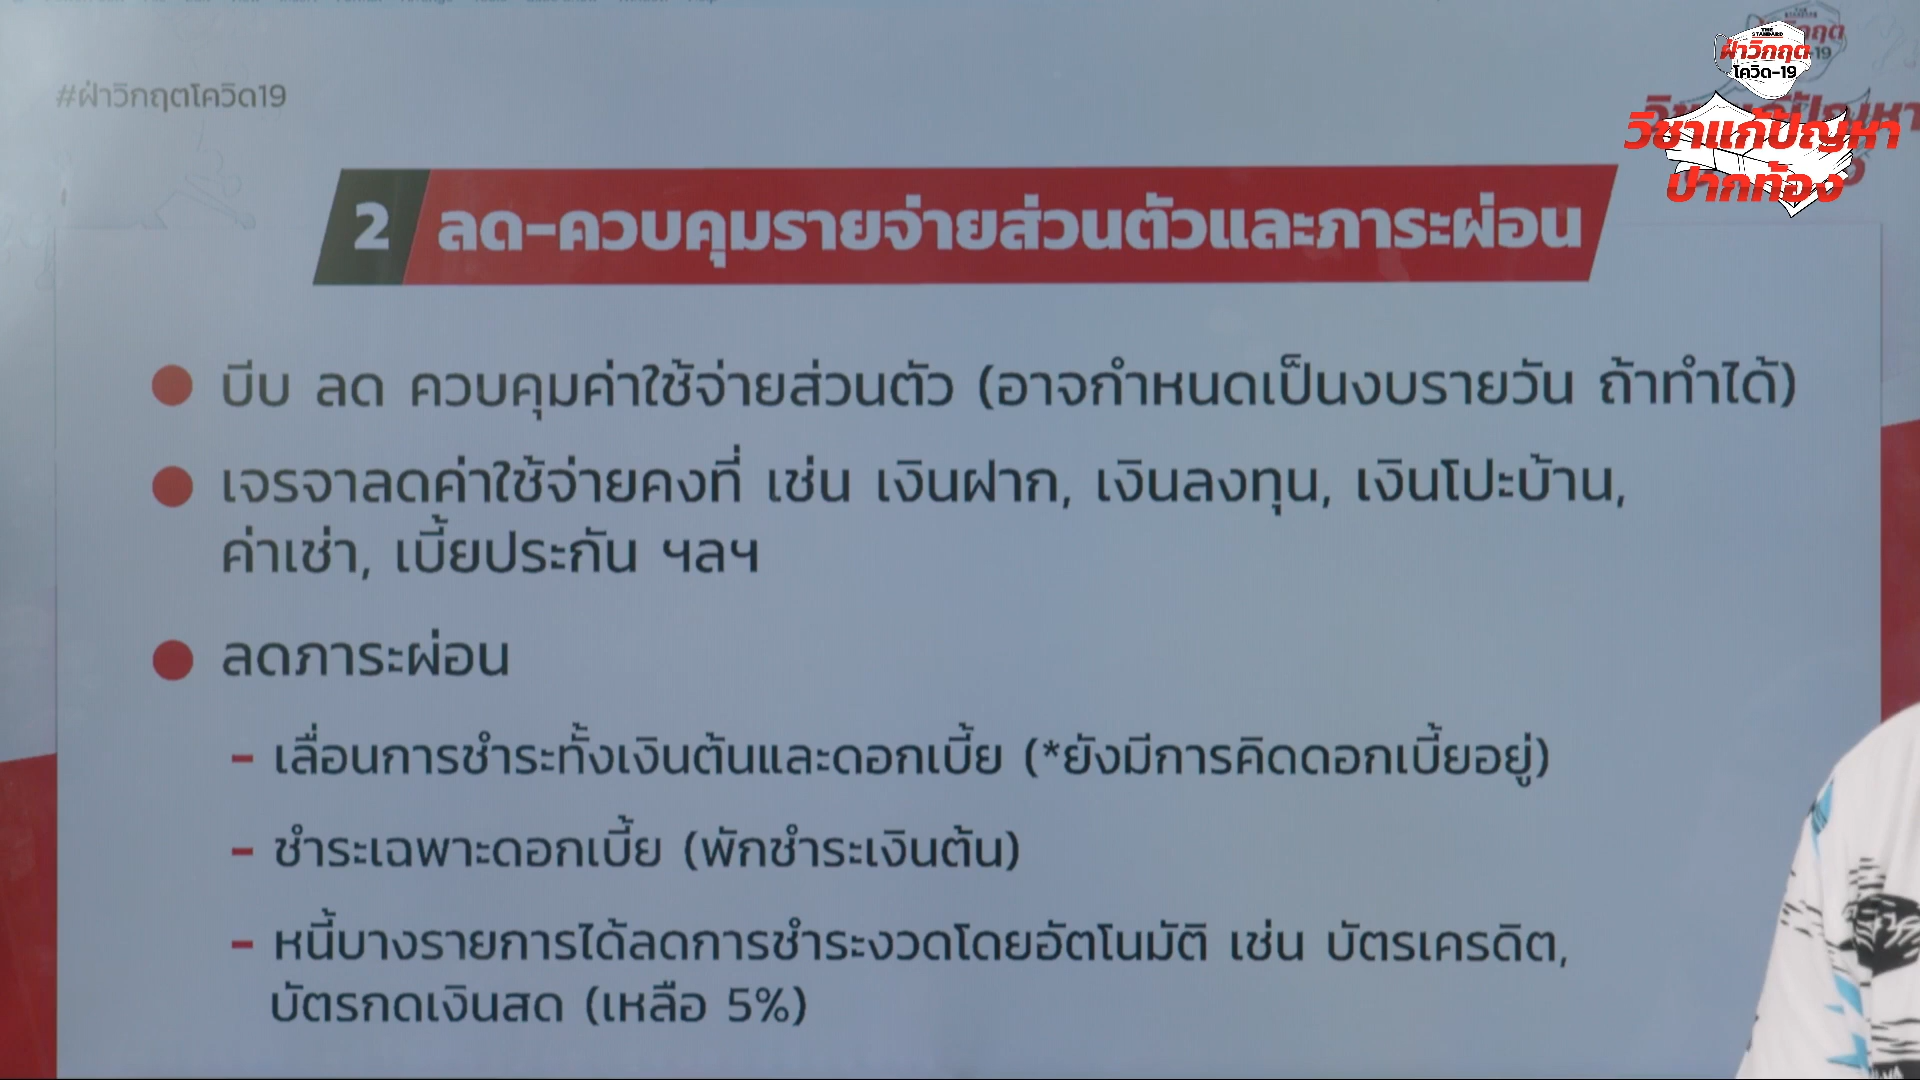 #ฝ่าวิกฤตโควิด19
THE STANDARD
ฝ่าวิกฤต
โควิด-19
วิชาแก้ปัญหา
ปากท้อง
2 ลด-ควบคุมรายจ่ายส่วนตัวและภาระผ่อน
บีบ ลด ควบคุมค่าใช้จ่ายส่วนตัว (อาจกำหนดเป็นงบรายวัน ถ้าทำได้)
เจรจาลดค่าใช้จ่ายคงที่ เช่น เงินฝาก, เงินลงทุน, เงินโปะบ้าน,
ค่าเช่า, เบี้ยประกัน ฯลฯ
ลดภาระผ่อน
- เลื่อนการชำระทั้งเงินต้นและดอกเบี้ย (*ยังมีการคิดดอกเบี้ยอยู่)
- ชำระเฉพาะดอกเบี้ย (พักชำระเงินต้น)
- หนี้บางรายการได้ลดการชำระงวดโดยอัตโนมัติ เช่น บัตรเครดิต,
บัตรกดเงินสด (เหลือ 5%)